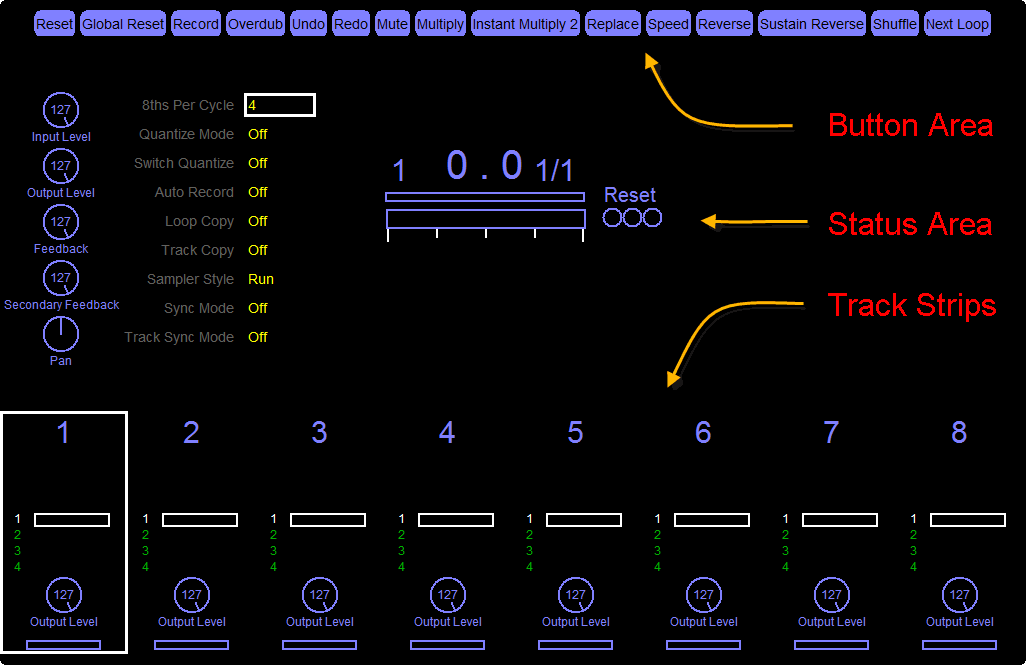 Reset Global Reset Record Overdub Undo Redo Mute Multiply Instant Multiply 2 Replace Speed Reverse Sustain Reverse Shuffle Next Loop
Button Area
127
Input Level
127
Output Level
127
Feedback
127
Secondary Feedback
Pan
8ths Per Cycle 4
Quantize Mode Off
Switch Quantize Off
Auto Record Off
Loop Copy Off
Track Copy Off
Sampler Style Run
Sync Mode Off
Track Sync Mode Off
1 0.0 1/1
Reset
Status Area
Track Strips
1 2 3 4 5 6 7 8
1 1 1 1 1 1 1 1
2 2 2 2 2 2 2 2
3 3 3 3 3 3 3 3
4 4 4 4 4 4 4 4
127 127 127 127 127 127 127 127
Output Level Output Level Output Level Output Level Output Level Output Level Output Level Output Level